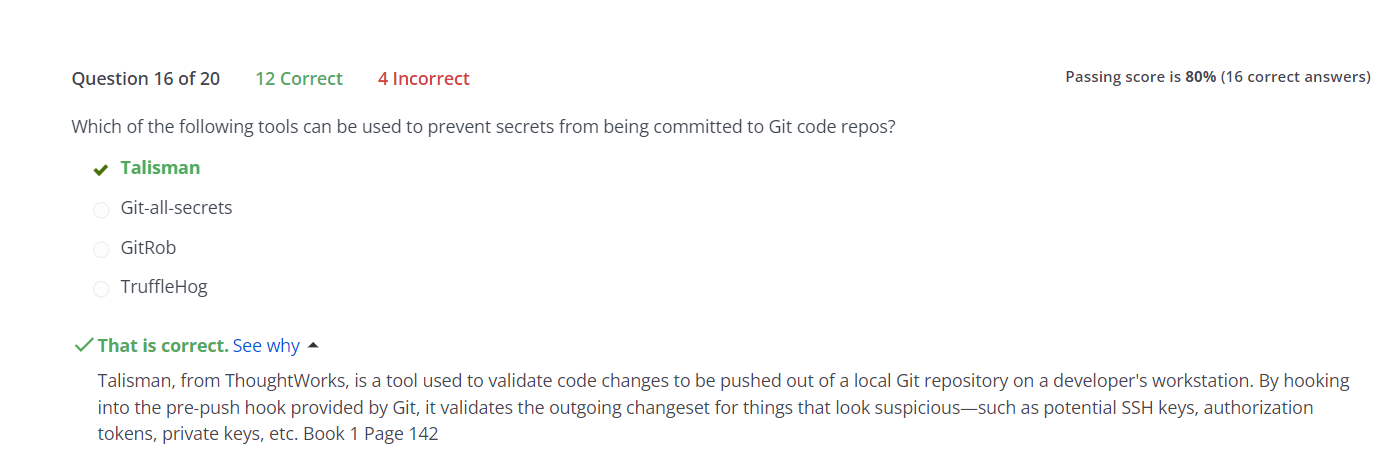 Question 16 of 20 12 Correct 4 Incorrect Passing score is 80% (16 correct answers)
Which of the following tools can be used to prevent secrets from being committed to Git code repos?
Talisman
Git-all-secrets
GitRob
TruffleHog
That is correct. See why
Talisman, from ThoughtWorks, is a tool used to validate code changes to be pushed out of a local Git repository on a developer's workstation. By hooking
into the pre-push hook provided by Git, it validates the outgoing changeset for things that look suspicious—such as potential SSH keys, authorization
tokens, private keys, etc. Book 1 Page 142